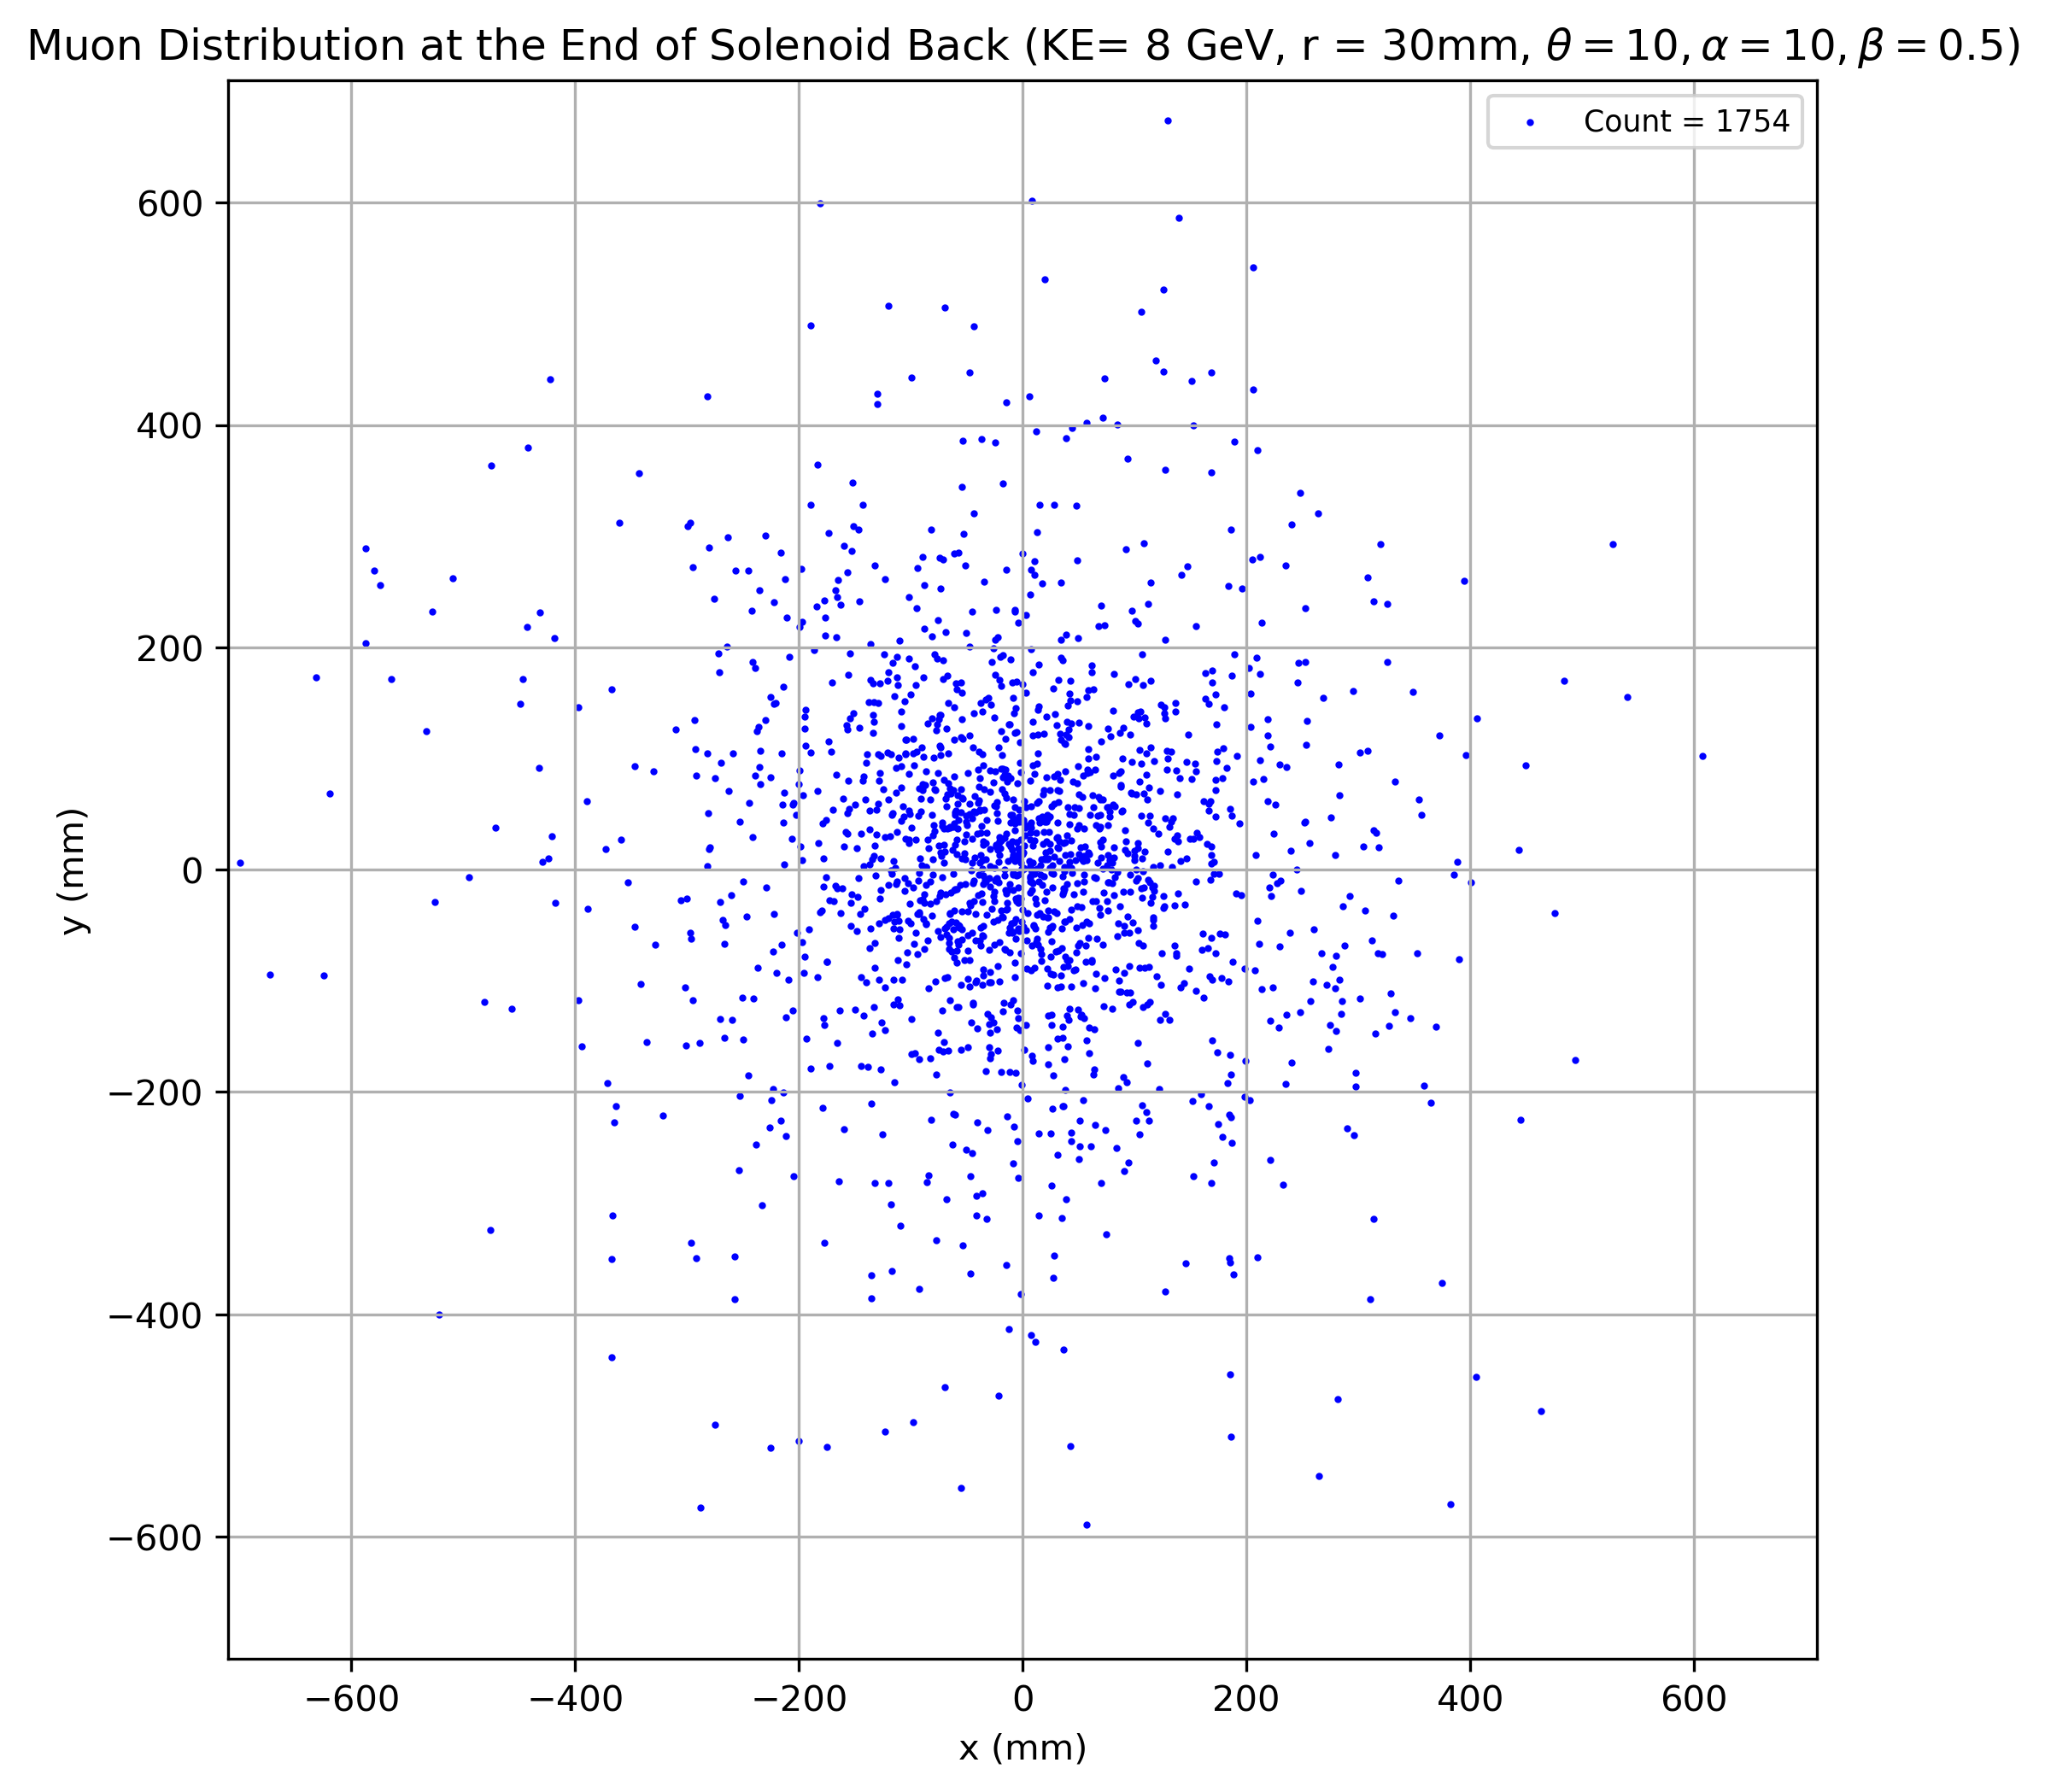 Muon Distribution at the End of Solenoid Back (KE= 8 GeV, r = 30mm, θ = 10, α = 10, β = 0.5)
Count = 1754
600
400
200
0
−200
−400
−600
y (mm)
−600 −400 −200 0 200 400 600
x (mm)